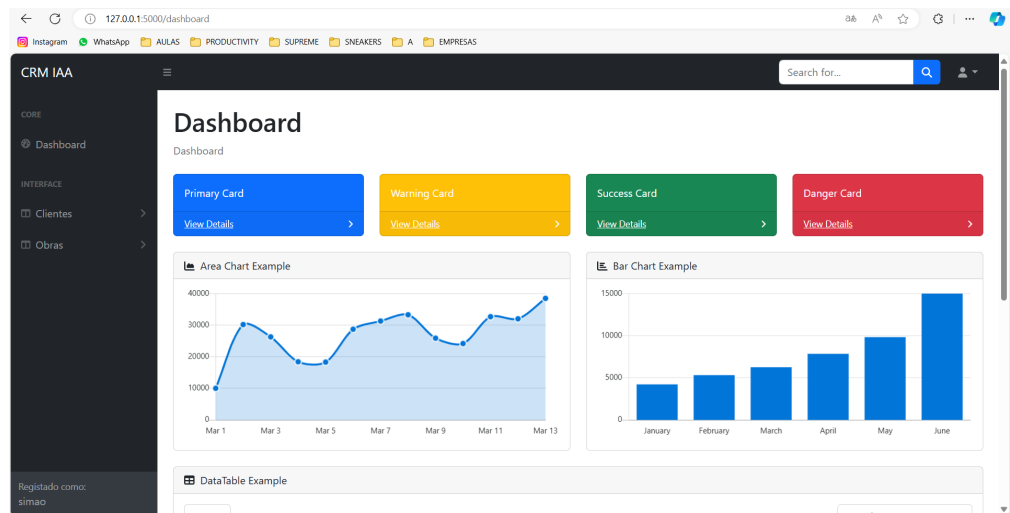 127.0.0.1:5000/dashboard
Instagram WhatsApp AULAS PRODUCTIVITY SUPREME SNEAKERS A EMPRESAS
CRM IAA
Search for...
CORE
Dashboard
INTERFACE
Clientes
Obras
Registado como:
simao
Dashboard
Dashboard
Primary Card
View Details
Warning Card
View Details
Success Card
View Details
Danger Card
View Details
Area Chart Example
40000
30000
20000
10000
0
Mar 1 Mar 3 Mar 5 Mar 7 Mar 9 Mar 11 Mar 13
Bar Chart Example
15000
10000
5000
0
January February March April May June
DataTable Example